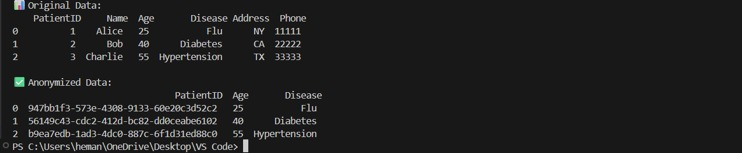 Original Data:
PatientID Name Age Disease Address Phone
0 1 Alice 25 Flu NY 11111
1 2 Bob 40 Diabetes CA 22222
2 3 Charlie 55 Hypertension TX 33333
Anonymized Data:
PatientID Age Disease
0 947bb1f3-573e-4308-9133-60e20c3d52c2 25 Flu
1 56149c43-cdc2-412d-bc82-dd0ceabe6102 40 Diabetes
2 b9ea7edb-1ad3-4dc0-887c-6f1d31ed88c0 55 Hypertension
PS C:\Users\heman\OneDrive\Desktop\VS Code>